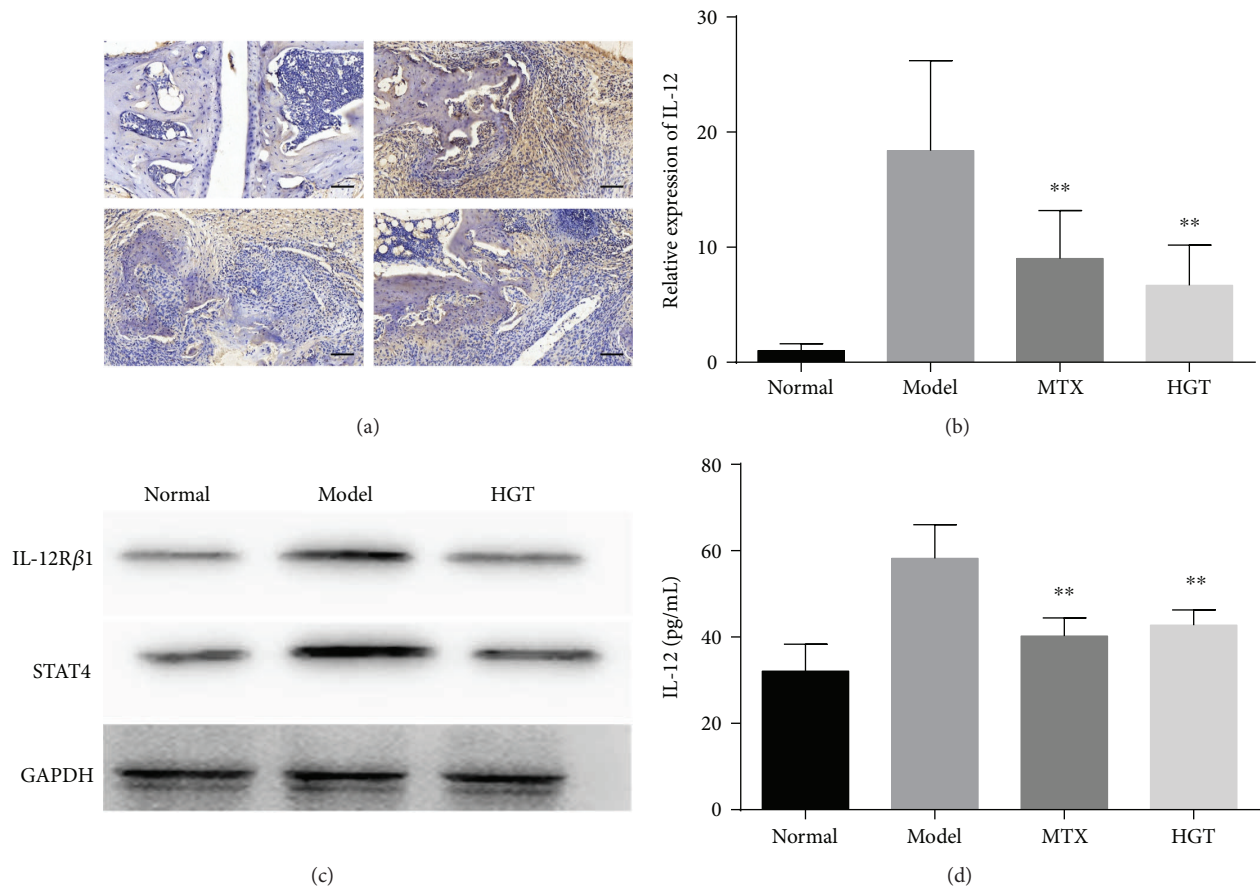 (a)
30
20
10
0
Relative expression of IL-12
**
**
Normal Model MTX HGT
(b)
Normal Model HGT
IL-12Rβ1
STAT4
GAPDH
(c)
80
60
40
20
0
IL-12 (pg/mL)
**
**
Normal Model MTX HGT
(d)